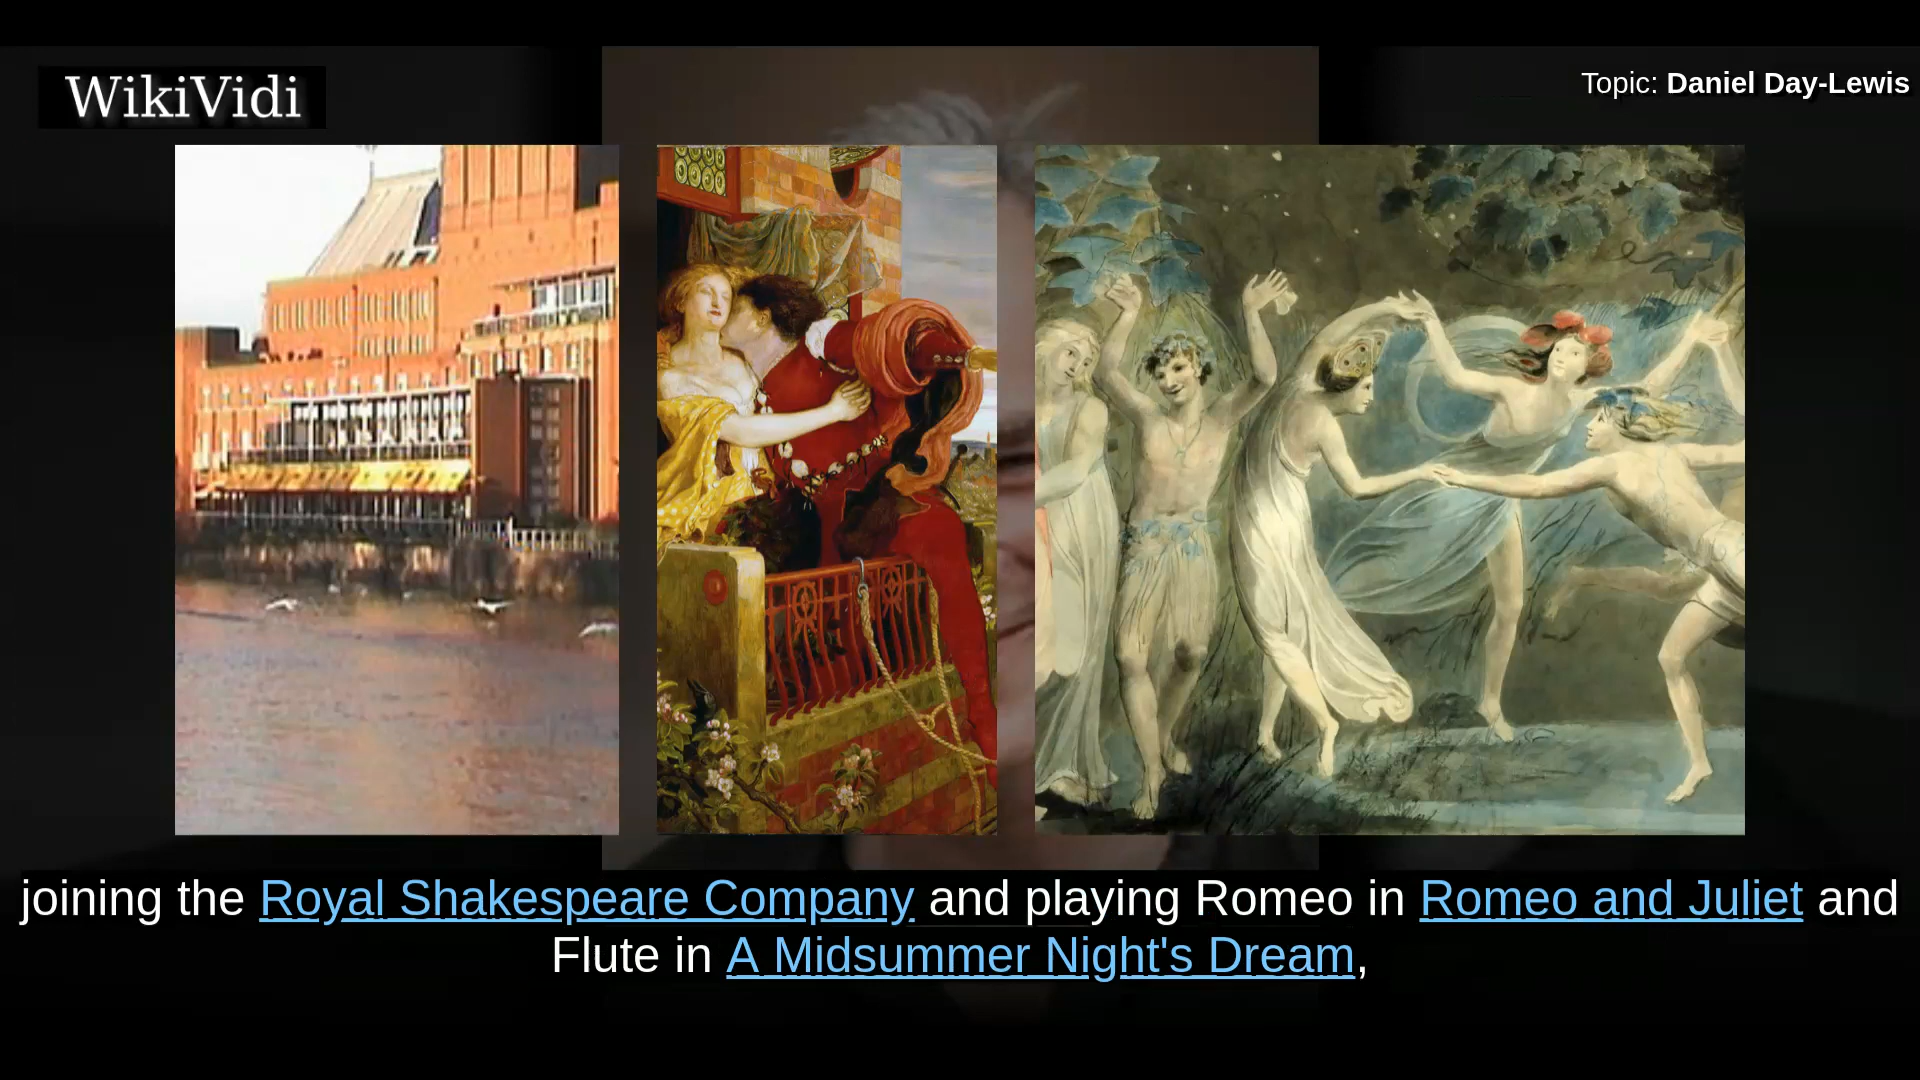 WikiVidi
Topic: Daniel Day-Lewis
joining the Royal Shakespeare Company and playing Romeo in Romeo and Juliet and
Flute in A Midsummer Night's Dream,